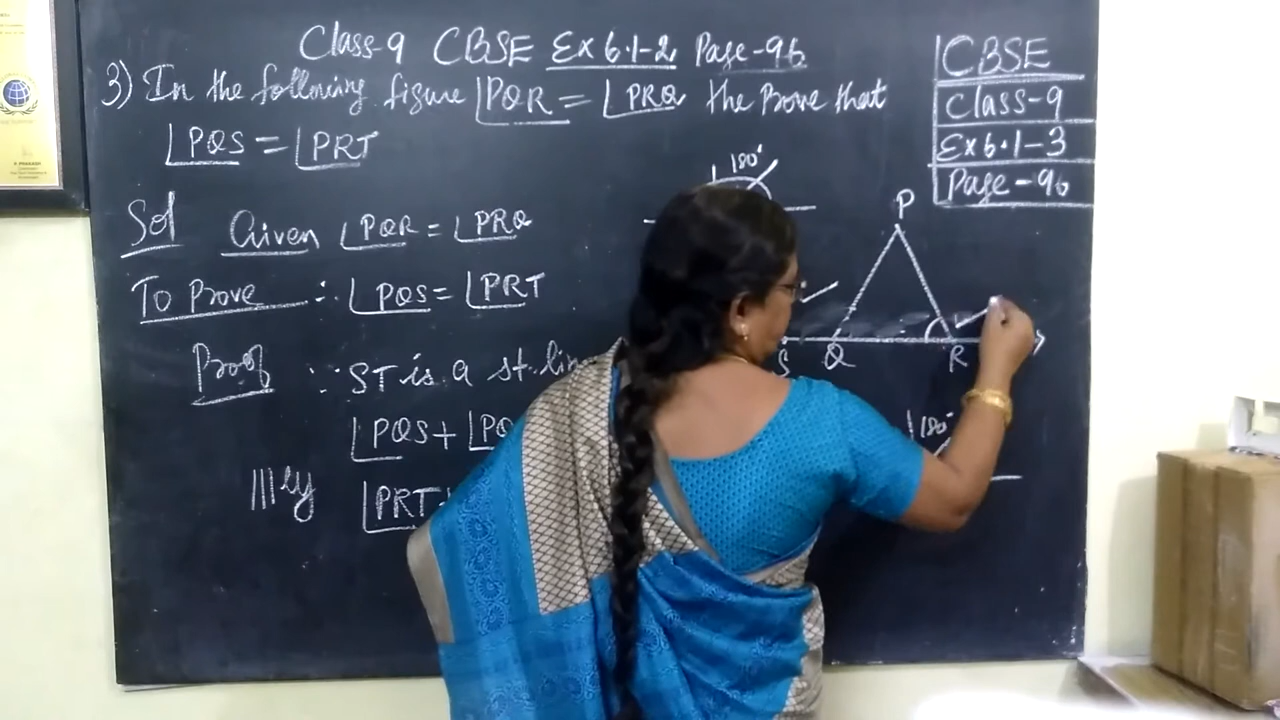 Class-9 CBSE Ex 6.1-2 Page-96
3) In the following figure ∠PQR = ∠PRQ the Prove that
∠PQS = ∠PRT
Sol Given ∠PQR = ∠PRQ
To Prove ∴ ∠PQS = ∠PRT
Proof ∵ ST is a st. lin
∠PQS + ∠PQ
|||ly ∠PRT
CBSE
Class-9
Ex 6.1-3
Page-96
180°
P
S Q R
180°